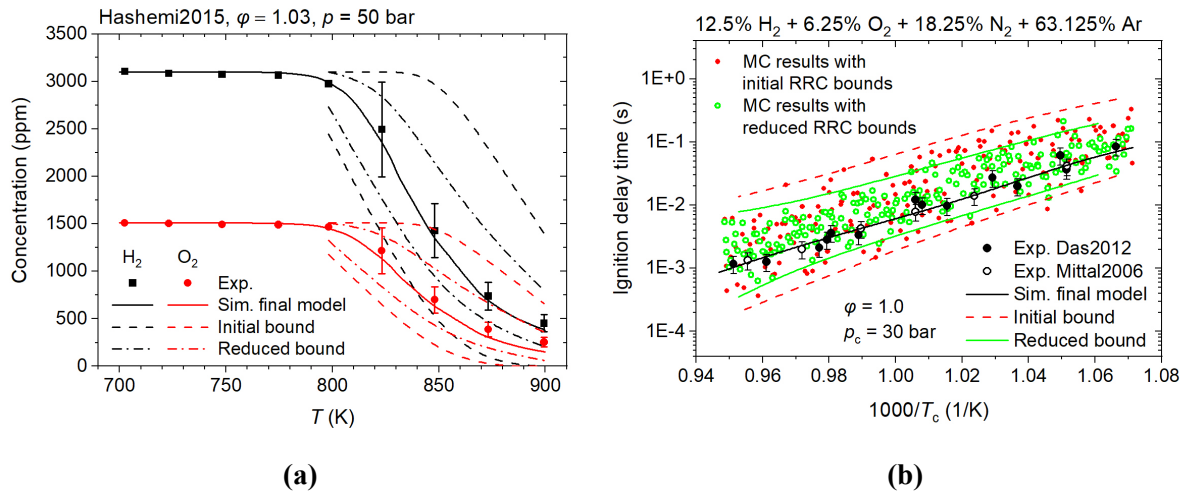 Hashemi2015, φ = 1.03, p = 50 bar
3500
3000
2500
2000
1500
1000
500
0
Concentration (ppm)
H2 O2
Exp.
Sim. final model
Initial bound
Reduced bound
700 750 800 850 900
T (K)
(a)
12.5% H2 + 6.25% O2 + 18.25% N2 + 63.125% Ar
MC results with
initial RRC bounds
MC results with
reduced RRC bounds
1E+0
1E-1
1E-2
1E-3
1E-4
Ignition delay time (s)
Exp. Das2012
Exp. Mittal2006
Sim. final model
Initial bound
Reduced bound
φ = 1.0
pc = 30 bar
0.94 0.96 0.98 1.00 1.02 1.04 1.06 1.08
1000/Tc (1/K)
(b)